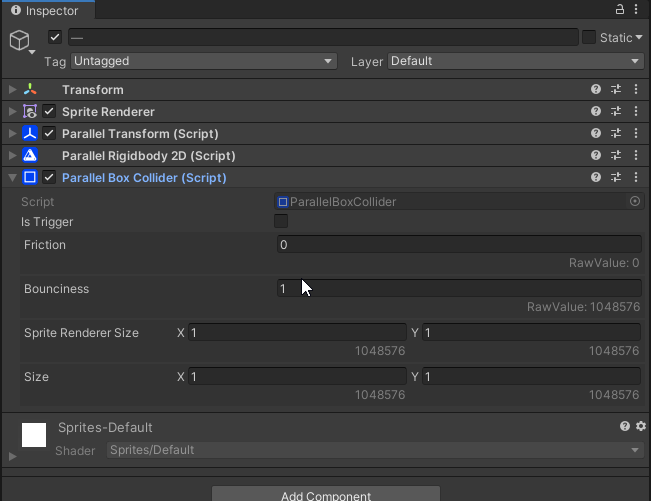 Inspector
—
Static
Tag Untagged Layer Default
Transform
Sprite Renderer
Parallel Transform (Script)
Parallel Rigidbody 2D (Script)
Parallel Box Collider (Script)
Script ParallelBoxCollider
Is Trigger
Friction 0
RawValue: 0
Bounciness 1
RawValue: 1048576
Sprite Renderer Size X 1 Y 1
1048576 1048576
Size X 1 Y 1
1048576 1048576
Sprites-Default
Shader Sprites/Default
Add Component